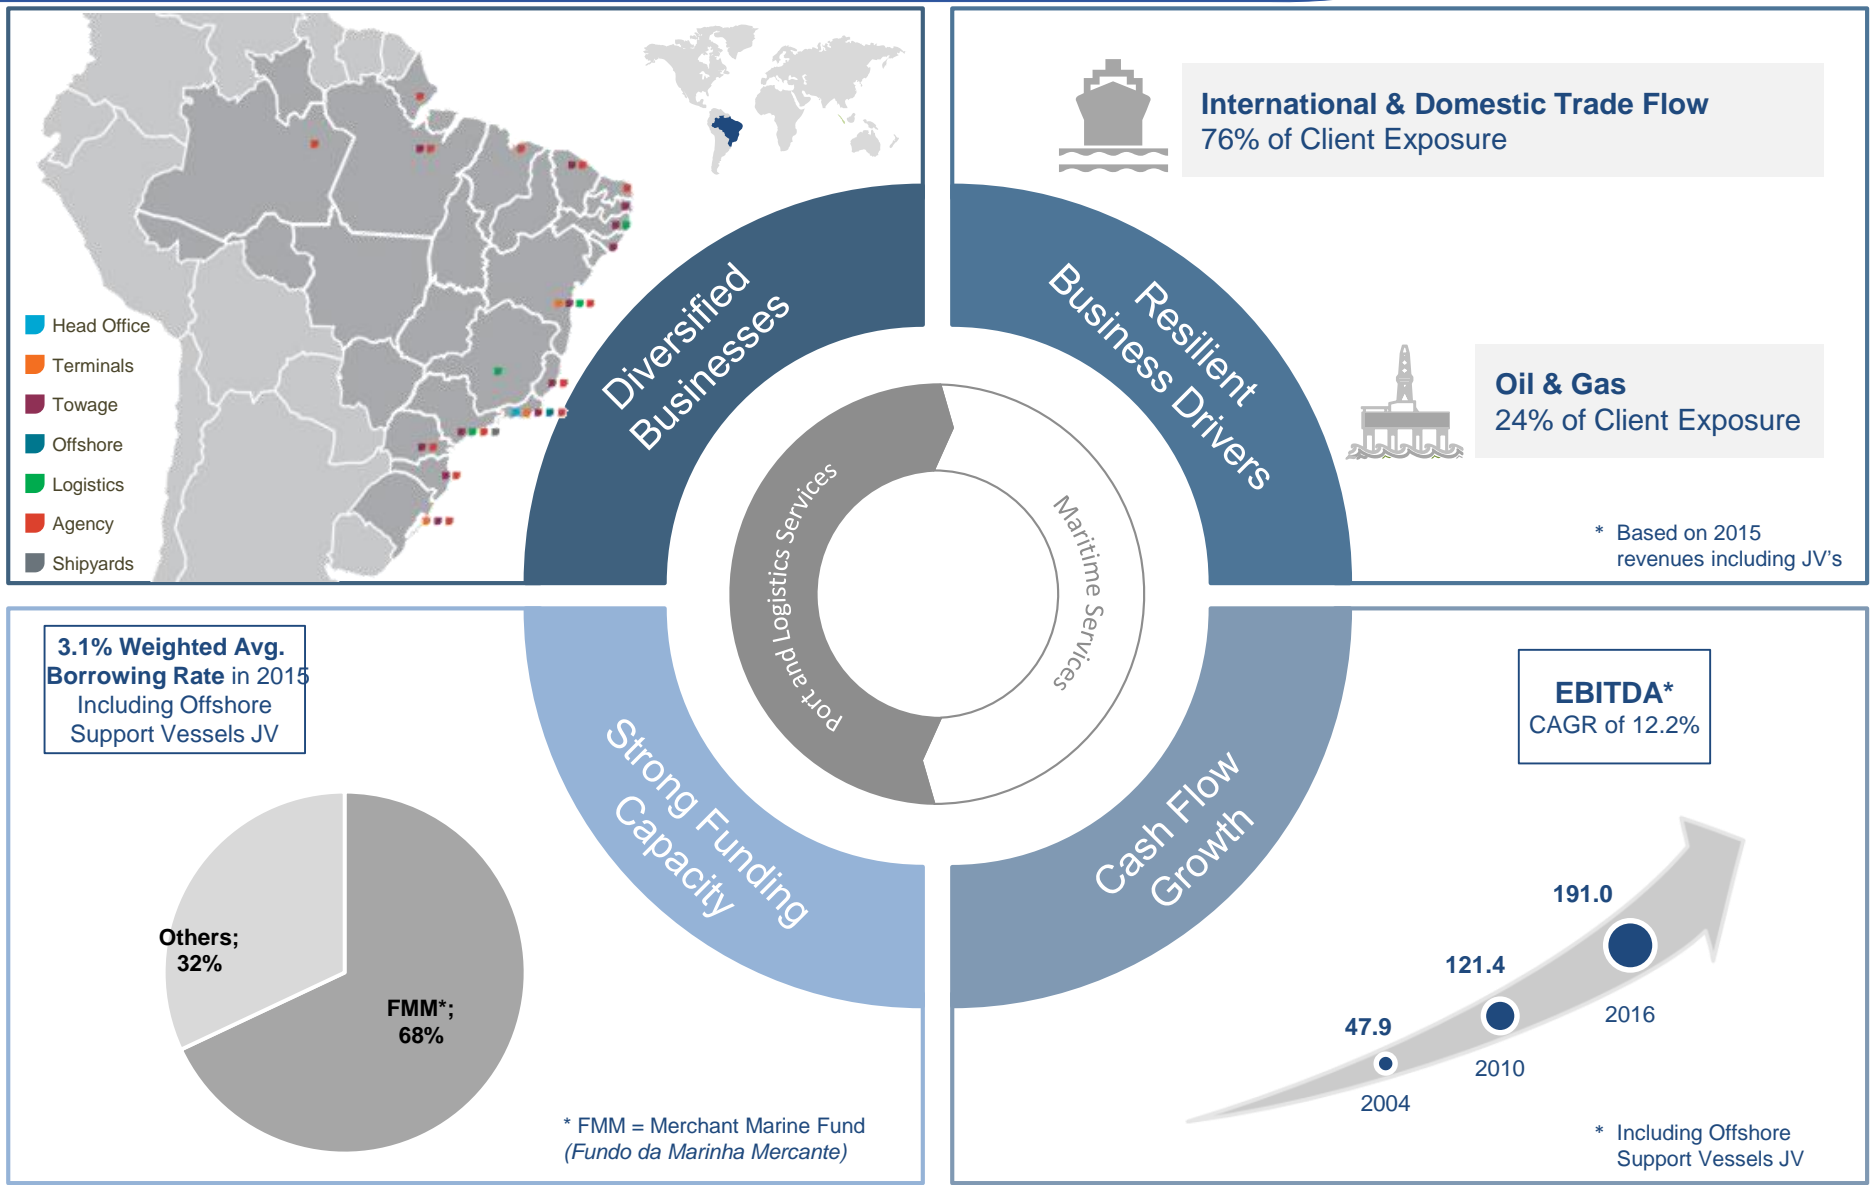 Head Office
Terminals
Towage
Offshore
Logistics
Agency
Shipyards
Diversified
Businesses
International & Domestic Trade Flow
76% of Client Exposure
Resilient
Business Drivers
Oil & Gas
24% of Client Exposure
* Based on 2015
revenues including JV’s
Port and Logistics Services
Maritime Services
3.1% Weighted Avg.
Borrowing Rate in 2015
Including Offshore
Support Vessels JV
Strong Funding
Capacity
Others;
32%
FMM*;
68%
* FMM = Merchant Marine Fund
(Fundo da Marinha Mercante)
Cash Flow
Growth
EBITDA*
CAGR of 12.2%
191.0
121.4
47.9
2016
2010
2004
* Including Offshore
Support Vessels JV